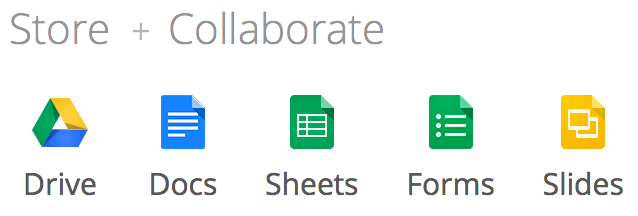 Store + Collaborate
Drive Docs Sheets Forms Slides